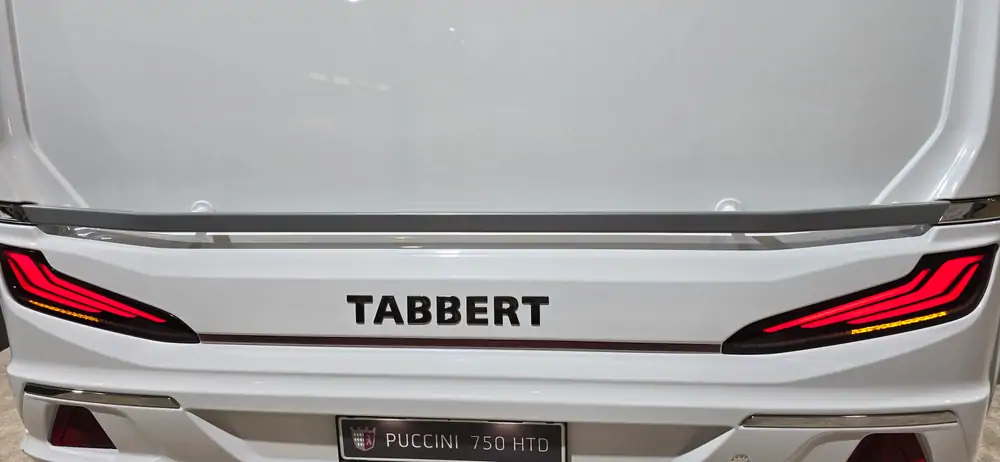 TABBERT
PUCCINI 750 HTD